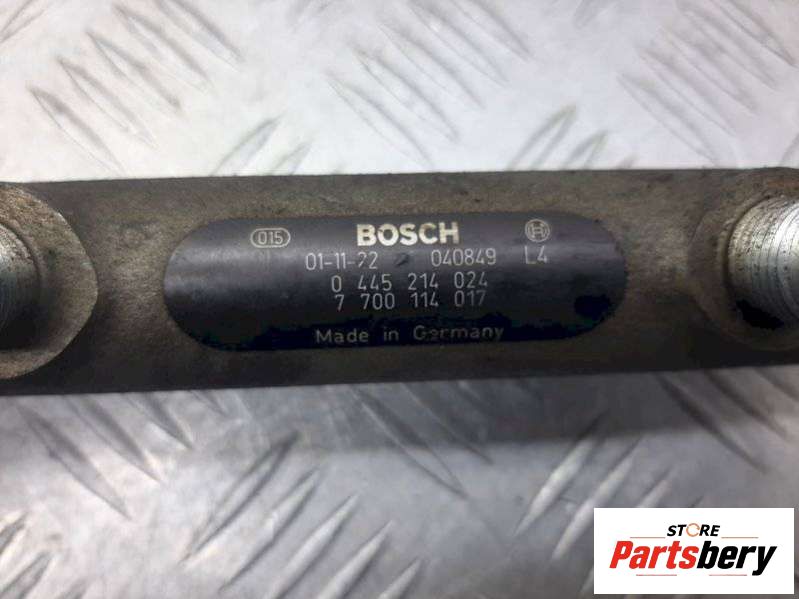 015 BOSCH
01-11-22 040849 L4
0 445 214 024
7 700 114 017
Made in Germany
STORE
Partsbery